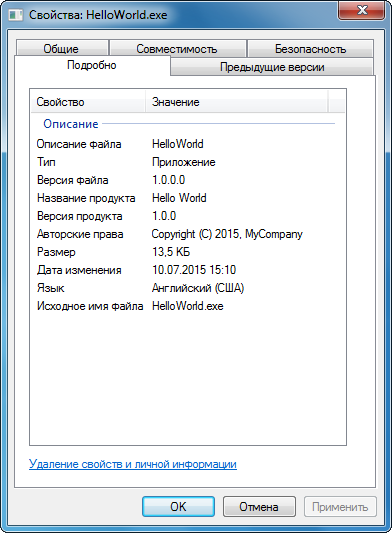 Свойства: HelloWorld.exe
Общие Совместимость Безопасность
Подробно Предыдущие версии
Свойство Значение
Описание
Описание файла HelloWorld
Тип Приложение
Версия файла 1.0.0.0
Название продукта Hello World
Версия продукта 1.0.0
Авторские права Copyright (C) 2015, MyCompany
Размер 13,5 КБ
Дата изменения 10.07.2015 15:10
Язык Английский (США)
Исходное имя файла HelloWorld.exe
Удаление свойств и личной информации
OK Отмена Применить